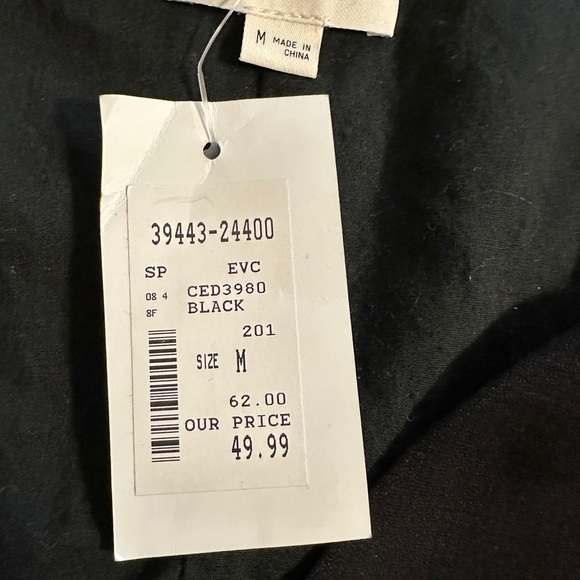 M MADE IN
CHINA
39443-24400
SP EVC
08 4 CED3980
8F BLACK
201
SIZE M
62.00
OUR PRICE
49.99